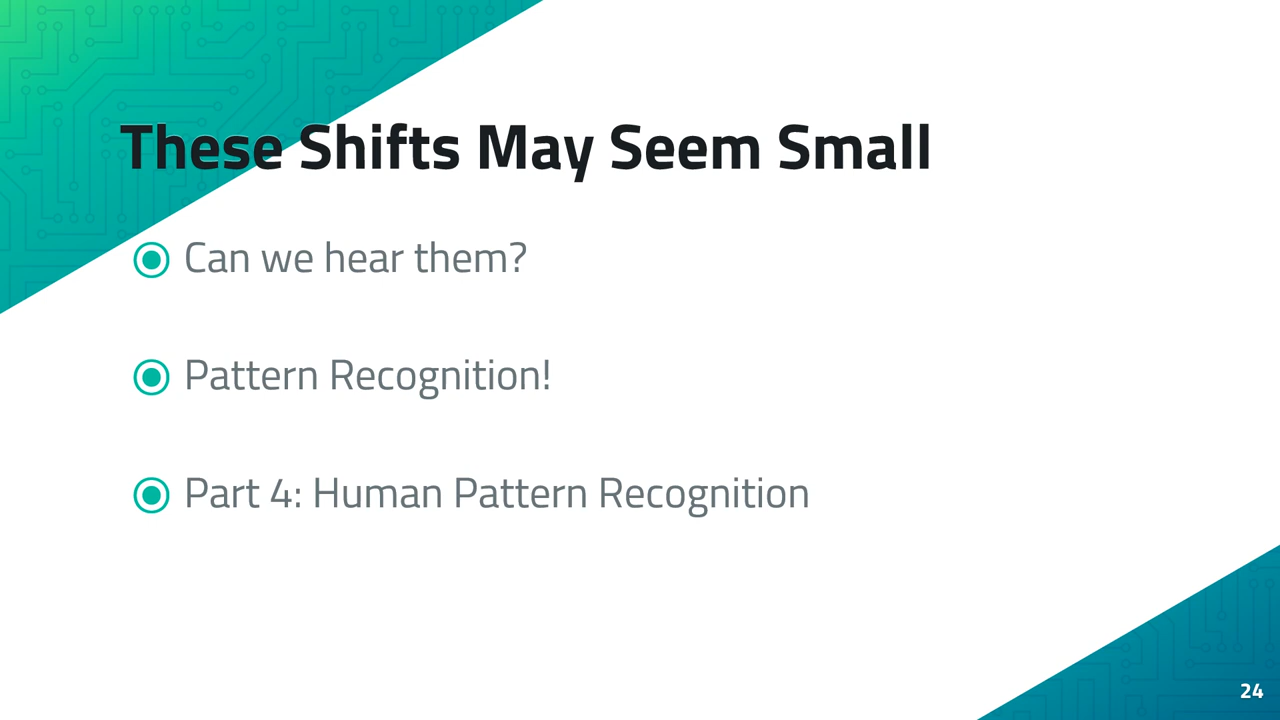 These Shifts May Seem Small
Can we hear them?
Pattern Recognition!
Part 4: Human Pattern Recognition
24